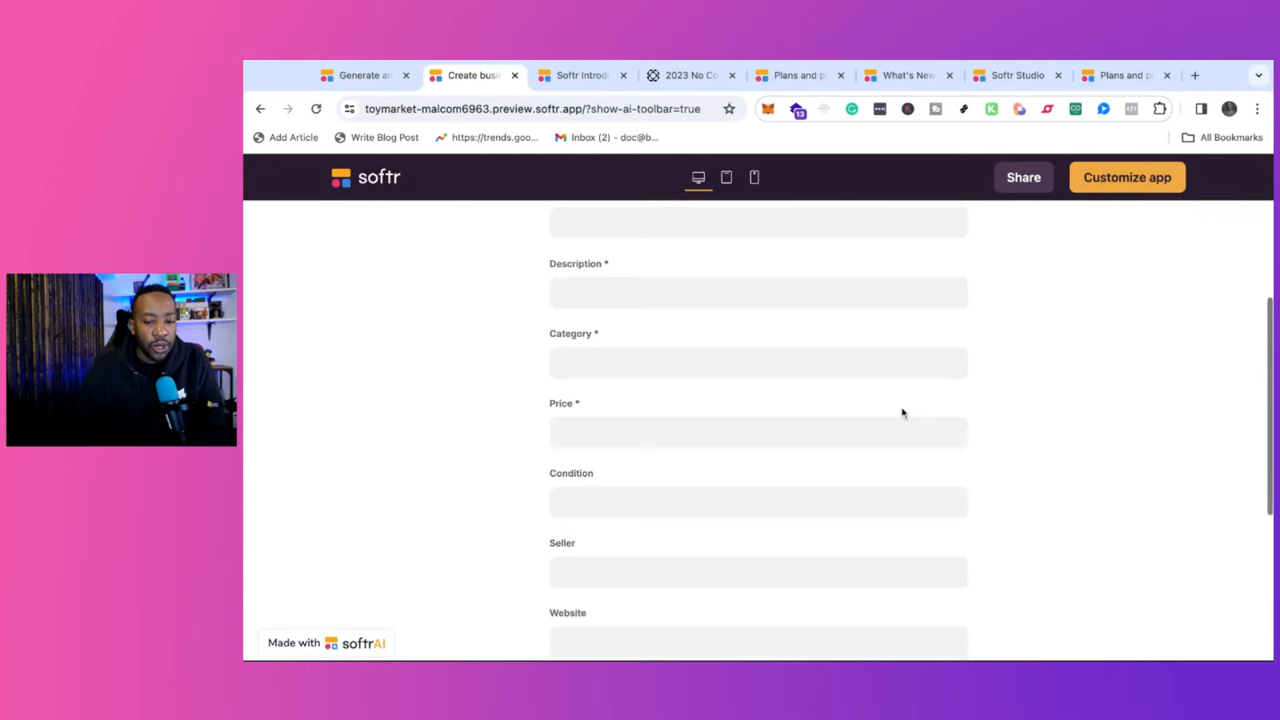 Generate a
Create busi
Softr Introd
2023 No Co
Plans and p
What's New
Softr Studio
Plans and p
toymarket-malcom6963.preview.softr.app/?show-ai-toolbar=true
13
Add Article
Write Blog Post
https://trends.goo...
Inbox (2) - doc@b...
All Bookmarks
softr
Share
Customize app
Description *
Category *
Price *
Condition
Seller
Website
Made with softrAI